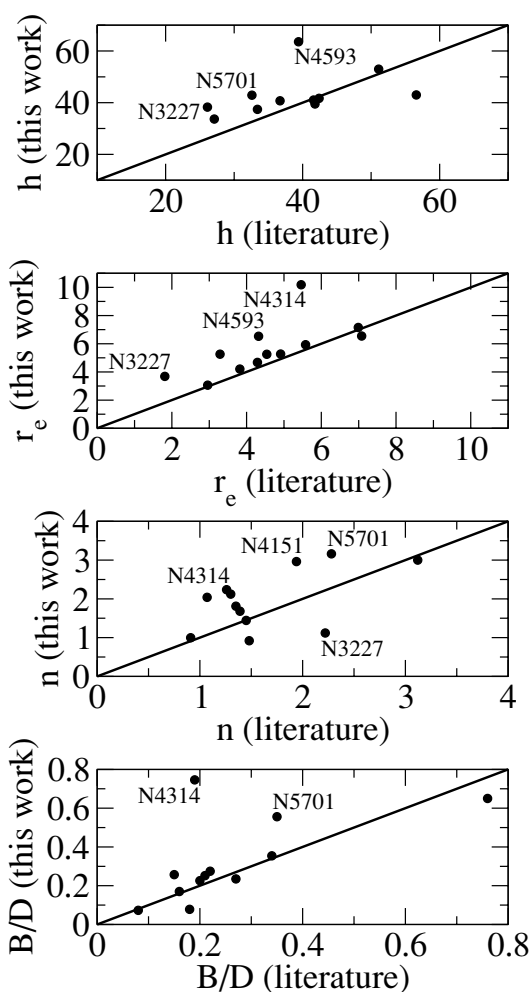 60
40
20
h (this work)
N4593
N5701
N3227
20 40 60
h (literature)
10
8
6
4
2
0
r_e (this work)
N4314
N4593
N3227
0 2 4 6 8 10
r_e (literature)
4
3
2
1
0
n (this work)
N4151 N5701
N4314
N3227
0 1 2 3 4
n (literature)
0.8
0.6
0.4
0.2
0
B/D (this work)
N4314 N5701
0 0.2 0.4 0.6 0.8
B/D (literature)